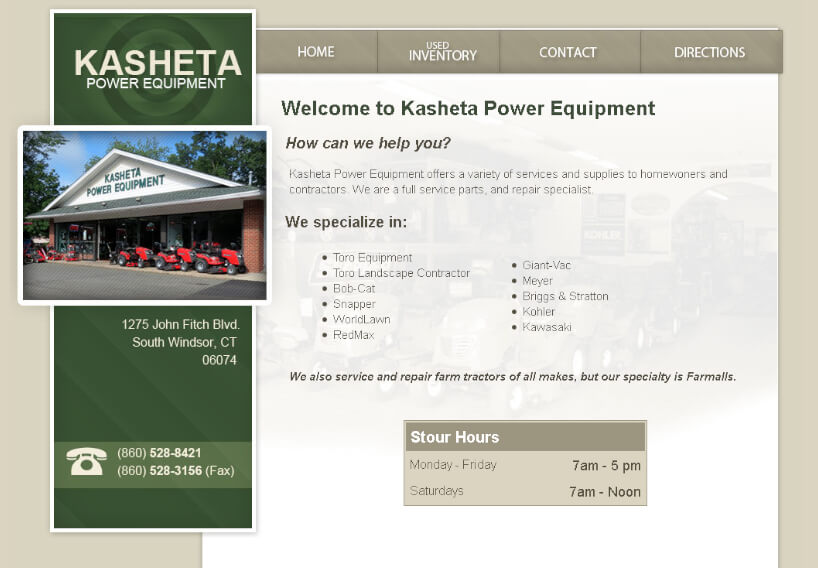 KASHETA
POWER EQUIPMENT
HOME
USED
INVENTORY
CONTACT
DIRECTIONS
KASHETA
POWER EQUIPMENT
1275 John Fitch Blvd.
South Windsor, CT
06074
(860) 528-8421
(860) 528-3156 (Fax)
Welcome to Kasheta Power Equipment
How can we help you?
Kasheta Power Equipment offers a variety of services and supplies to homewoners and
contractors. We are a full service parts, and repair specialist.
We specialize in:
Toro Equipment
Toro Landscape Contractor
Bob-Cat
Snapper
WorldLawn
RedMax
Giant-Vac
Meyer
Briggs & Stratton
Kohler
Kawasaki
KOHLER
We also service and repair farm tractors of all makes, but our specialty is Farmalls.
Stour Hours
Monday - Friday 7am - 5 pm
Saturdays 7am - Noon